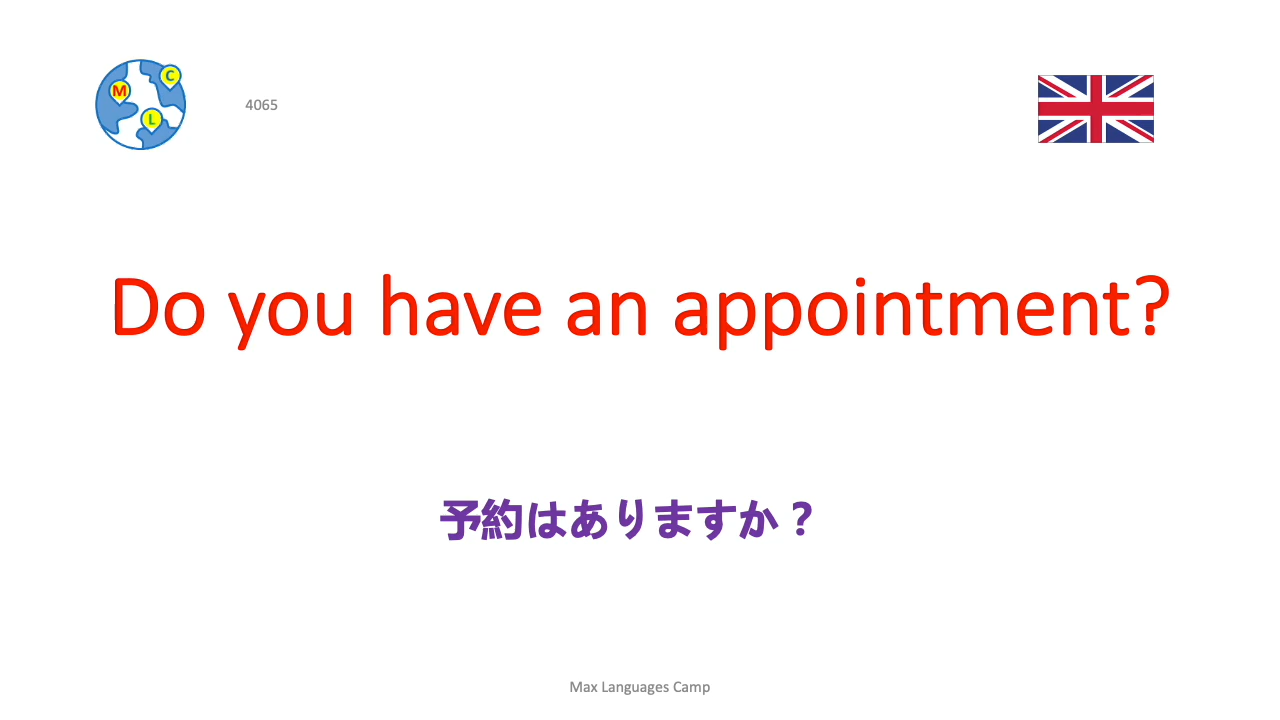 C
M
L
4065
Do you have an appointment?
予約はありますか？
Max Languages Camp